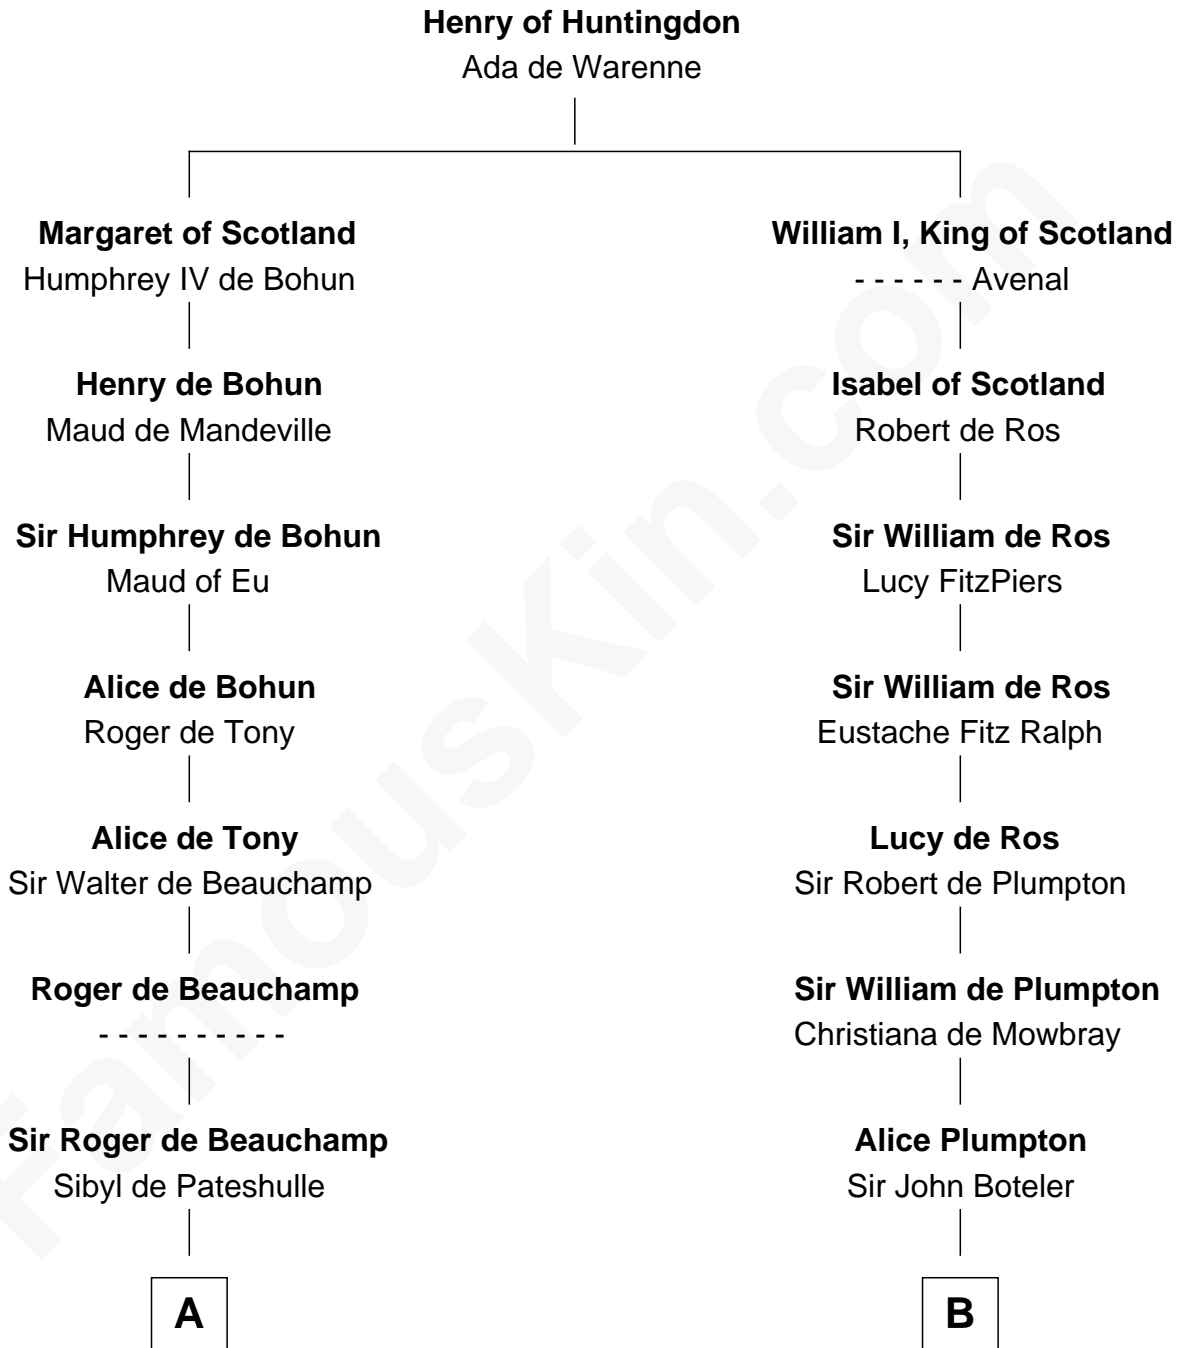 Henry of Huntingdon
Ada de Warenne
Margaret of Scotland
Humphrey IV de Bohun
William I, King of Scotland
- - - - - - Avenal
Henry de Bohun
Maud de Mandeville
Isabel of Scotland
Robert de Ros
Sir Humphrey de Bohun
Maud of Eu
Sir William de Ros
Lucy FitzPiers
Alice de Bohun
Roger de Tony
Sir William de Ros
Eustache Fitz Ralph
Alice de Tony
Sir Walter de Beauchamp
Lucy de Ros
Sir Robert de Plumpton
Roger de Beauchamp
- - - - - - - - - -
Sir William de Plumpton
Christiana de Mowbray
Sir Roger de Beauchamp
Sibyl de Pateshulle
Alice Plumpton
Sir John Boteler
A
B
FamousKin.com